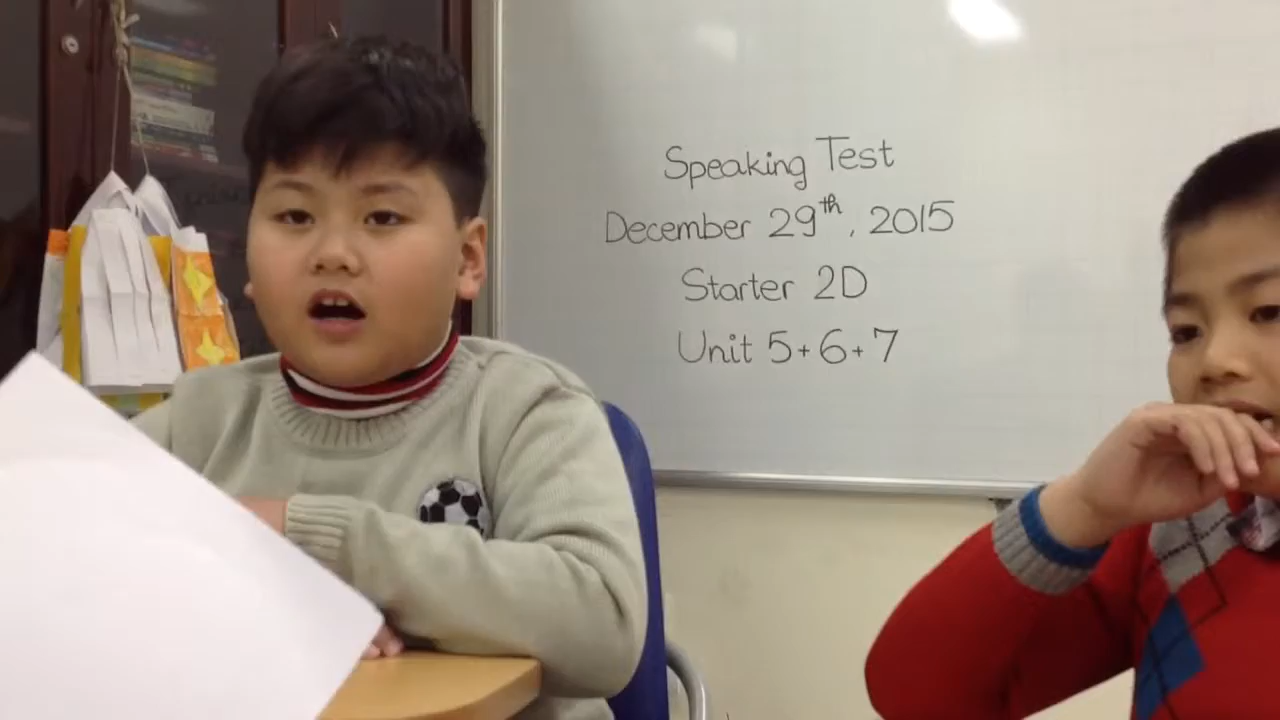 Speaking Test
December 29th, 2015
Starter 2D
Unit 5+6+7